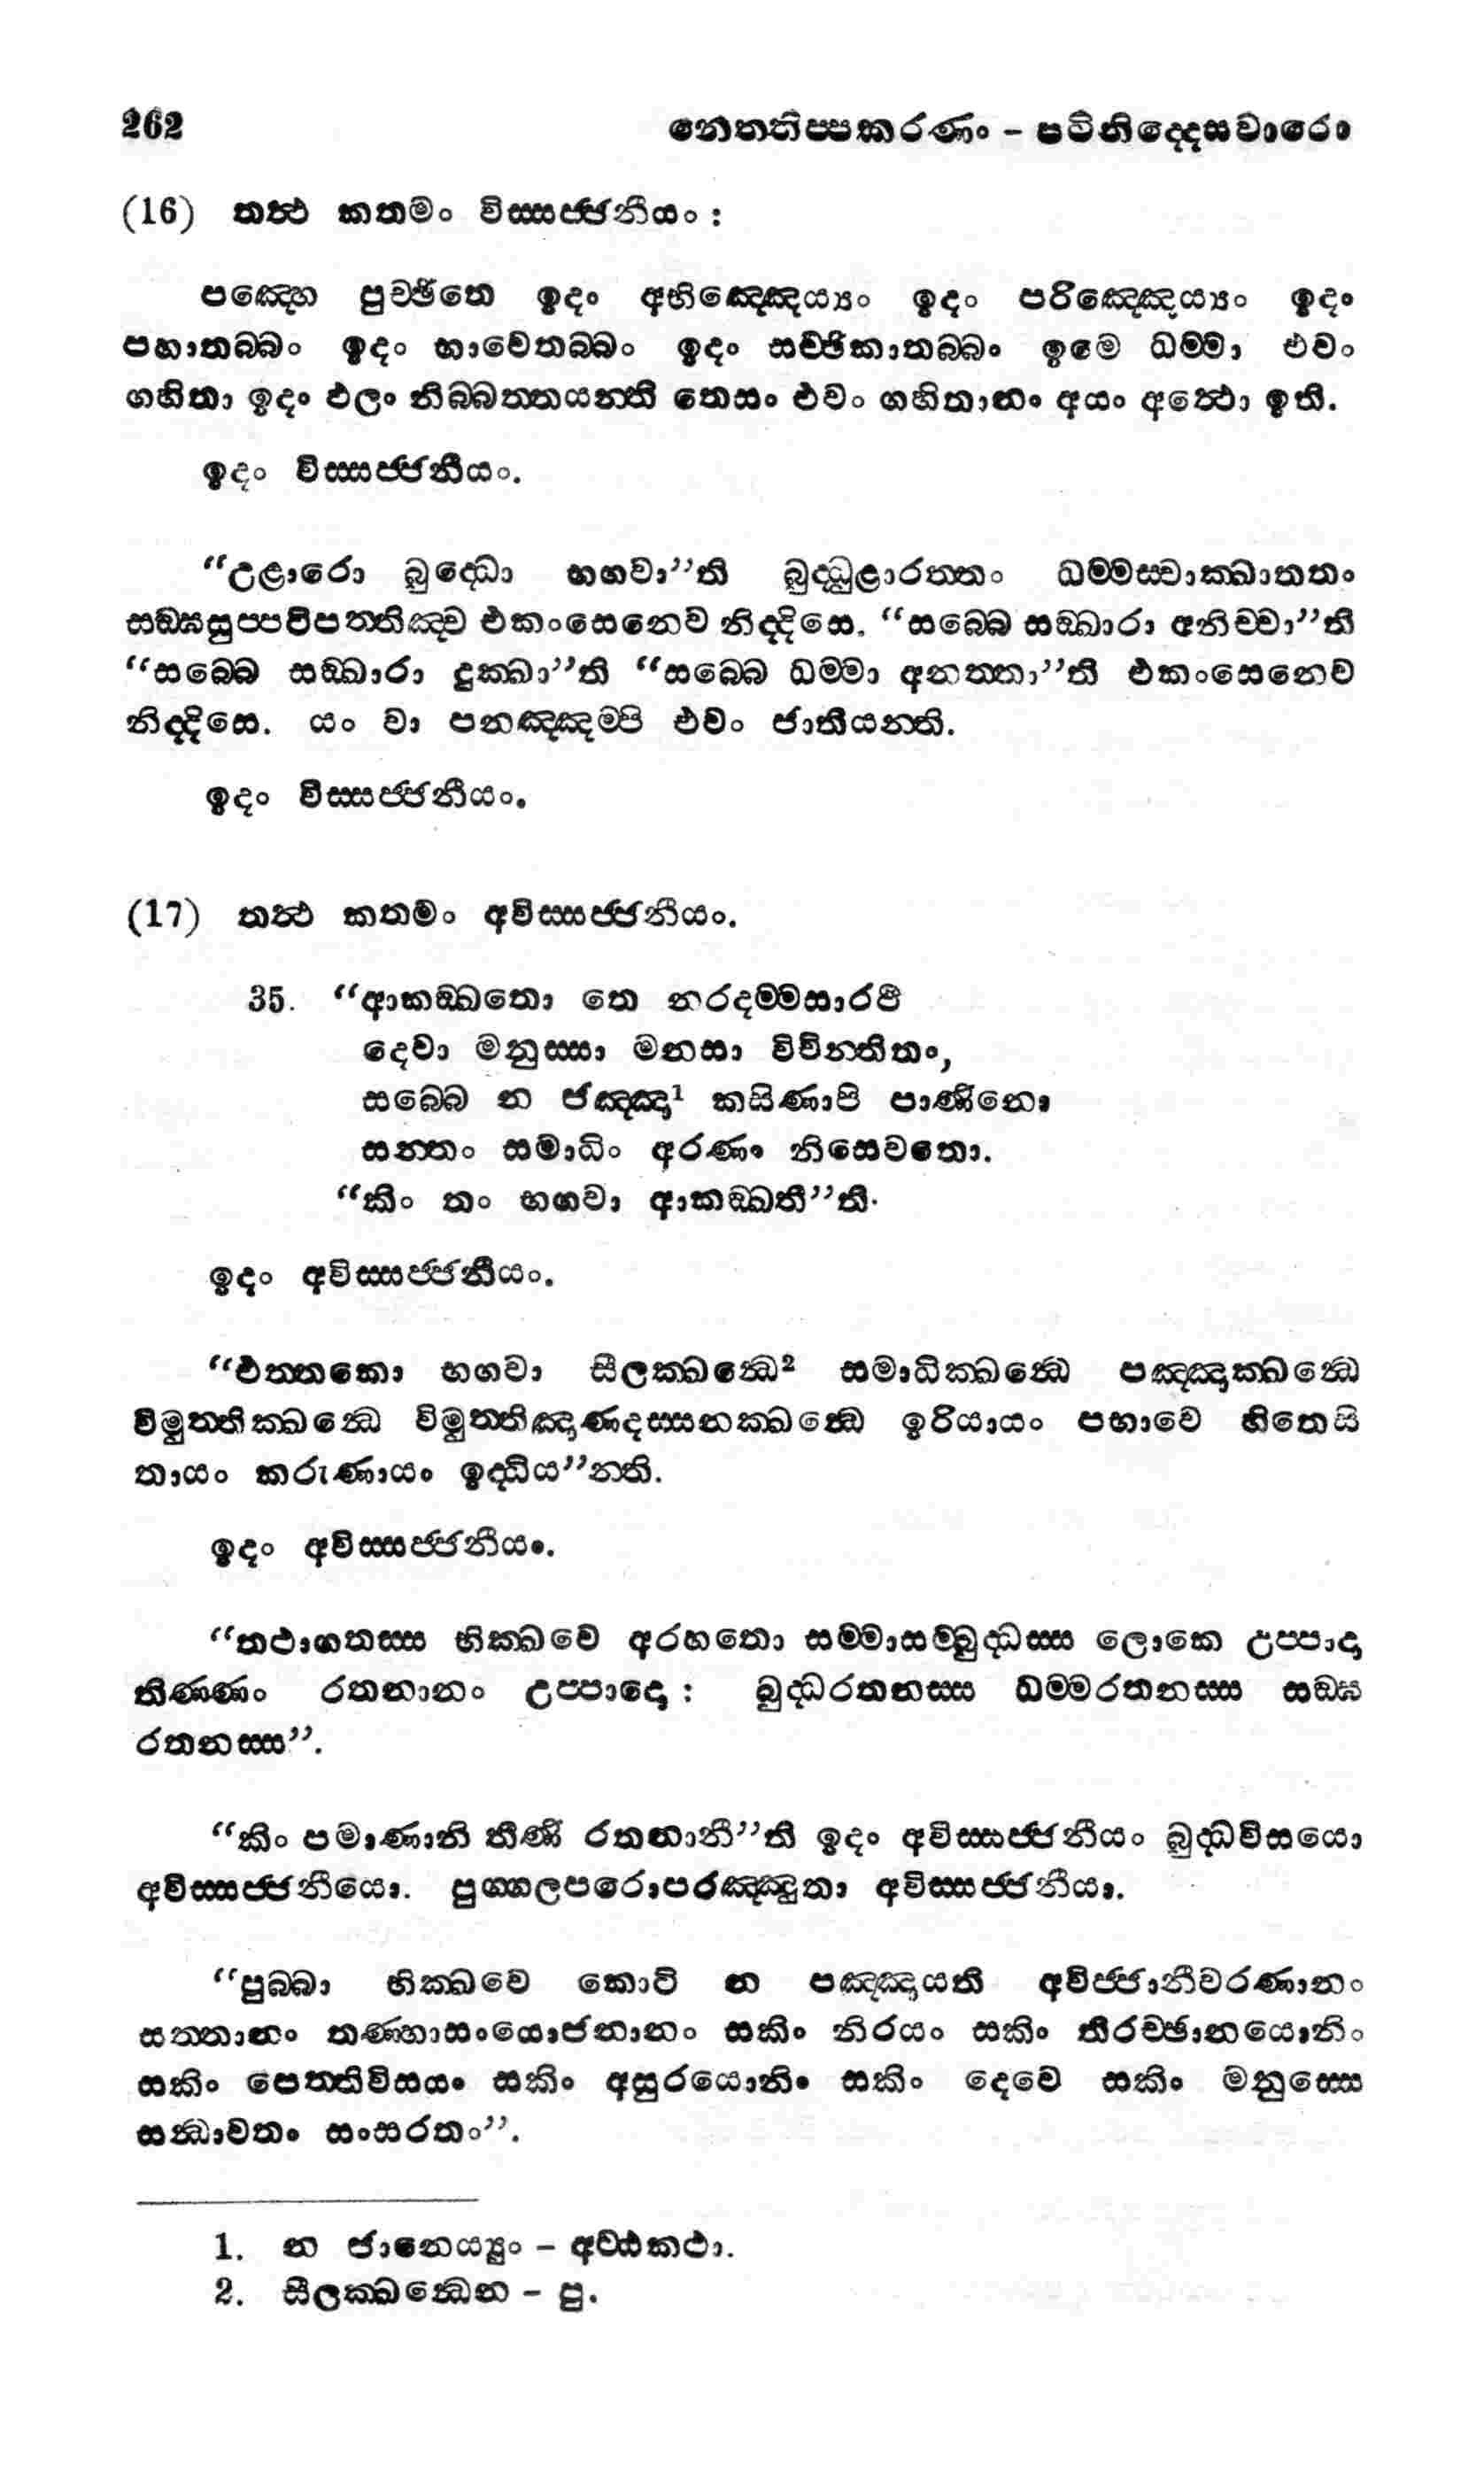 262 නෙත්තිප්පකරණං - පටිනිද්දෙසවාරො
(16) තත්ථ කතමං විස්සජ්ජනීයං :
පඤ්හෙ පුච්ඡිතෙ ඉදං අභිඤ්ඤෙය්‍යං ඉදං පරිඤ්ඤෙය්‍යං ඉදං
පහාතබ්බං ඉදං භාවෙතබ්බං ඉදං සච්ඡිකාතබ්බං ඉමෙ ධම්මා එවං
ගහිතා ඉදං ඵලං නිබ්බත්තයන්ති තෙසං එවං ගහිතානං අයං අත්ථො ඉති.
ඉදං විස්සජ්ජනීයං.
“උළාරො බුද්ධො භගවා”ති බුද්ධුළාරත්තං ධම්මස්වාක්ඛාතතං
සඞ්ඝසුප්පටිපත්තිඤ්ච එකංසෙනෙව නිද්දිසෙ. “සබ්බෙ සඞ්ඛාරා අනිච්චා”ති
“සබ්බෙ සඞ්ඛාරා දුක්ඛා”ති “සබ්බෙ ධම්මා අනත්තා”ති එකංසෙනෙව
නිද්දිසෙ. යං වා පනඤ්ඤම්පි එවං ජාතීයන්ති.
ඉදං විස්සජ්ජනීයං.
(17) තත්ථ කතමං අවිස්සජ්ජනීයං.
35. “ආකඞ්ඛතො තෙ නරදම්මසාරථි
දෙවා මනුස්සා මනසා විචින්තිතං,
සබ්බෙ න ජඤ්ඤා1 කසිණාපි පාණිනො
සන්තං සමාධිං අරණං නිසෙවතො.
“කිං තං භගවා ආකඞ්ඛතී”ති.
ඉදං අවිස්සජ්ජනීයං.
“එත්තකො භගවා සීලක්ඛන්ධෙ2 සමාධික්ඛන්ධෙ පඤ්ඤාක්ඛන්ධෙ
විමුත්තික්ඛන්ධෙ විමුත්තිඤාණදස්සනක්ඛන්ධෙ ඉරියායං පභාවෙ හිතෙසි
තායං කරුණායං ඉද්ධිය”න්ති.
ඉදං අවිස්සජ්ජනීයං.
“තථාගතස්ස භික්ඛවෙ අරහතො සම්මාසම්බුද්ධස්ස ලොකෙ උප්පාදා
තිණ්ණං රතනානං උප්පාදො : බුද්ධරතනස්ස ධම්මරතනස්ස සඞ්ඝ
රතනස්ස”.
“කිං පමාණානි තීණි රතනානී”ති ඉදං අවිස්සජ්ජනීයං බුද්ධවිසයො
අවිස්සජ්ජනීයො. පුග්ගලපරොපරඤ්ඤුතා අවිස්සජ්ජනීයා.
“පුබ්බා භික්ඛවෙ කොටි න පඤ්ඤායති අවිජ්ජානීවරණානං
සත්තානං තණ්හාසංයොජනානං සකිං නිරයං සකිං තිරච්ඡානයොනිං
සකිං පෙත්තිවිසයං සකිං අසුරයොනිං සකිං දෙවෙ සකිං මනුස්සෙ
සන්ධාවතං සංසරතං”.
1. න ජානෙය්‍යුං - අට්ඨකථා.
2. සීලක්ඛන්ධෙන - පු.